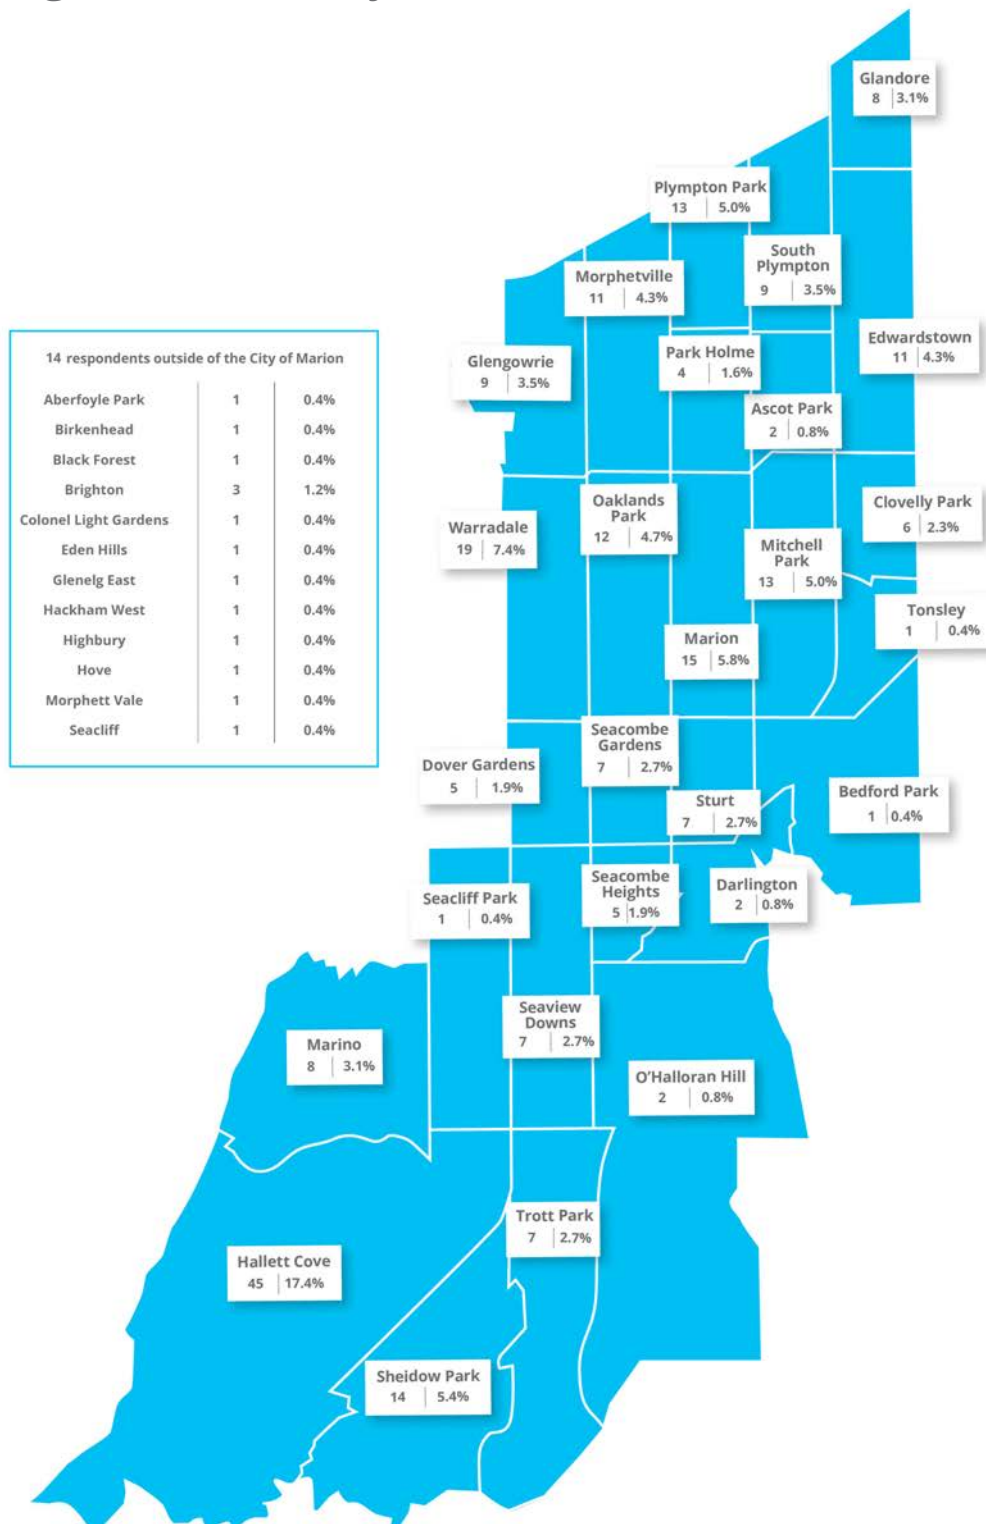 Glandore
8 3.1%
Plympton Park
13 5.0%
South
Plympton
9 3.5%
Morphetville
11 4.3%
Edwardstown
11 4.3%
Park Holme
4 1.6%
Glengowrie
9 3.5%
Ascot Park
2 0.8%
14 respondents outside of the City of Marion
Aberfoyle Park 1 0.4%
Birkenhead 1 0.4%
Black Forest 1 0.4%
Brighton 3 1.2%
Colonel Light Gardens 1 0.4%
Eden Hills 1 0.4%
Glenelg East 1 0.4%
Hackham West 1 0.4%
Highbury 1 0.4%
Hove 1 0.4%
Morphett Vale 1 0.4%
Seacliff 1 0.4%
Oaklands
Park
12 4.7%
Clovelly Park
6 2.3%
Warradale
19 7.4%
Mitchell
Park
13 5.0%
Tonsley
1 0.4%
Marion
15 5.8%
Seacombe
Gardens
7 2.7%
Dover Gardens
5 1.9%
Bedford Park
1 0.4%
Sturt
7 2.7%
Seacombe
Heights
5 1.9%
Darlington
2 0.8%
Seacliff Park
1 0.4%
Seaview
Downs
7 2.7%
Marino
8 3.1%
O'Halloran Hill
2 0.8%
Trott Park
7 2.7%
Hallett Cove
45 17.4%
Sheidow Park
14 5.4%